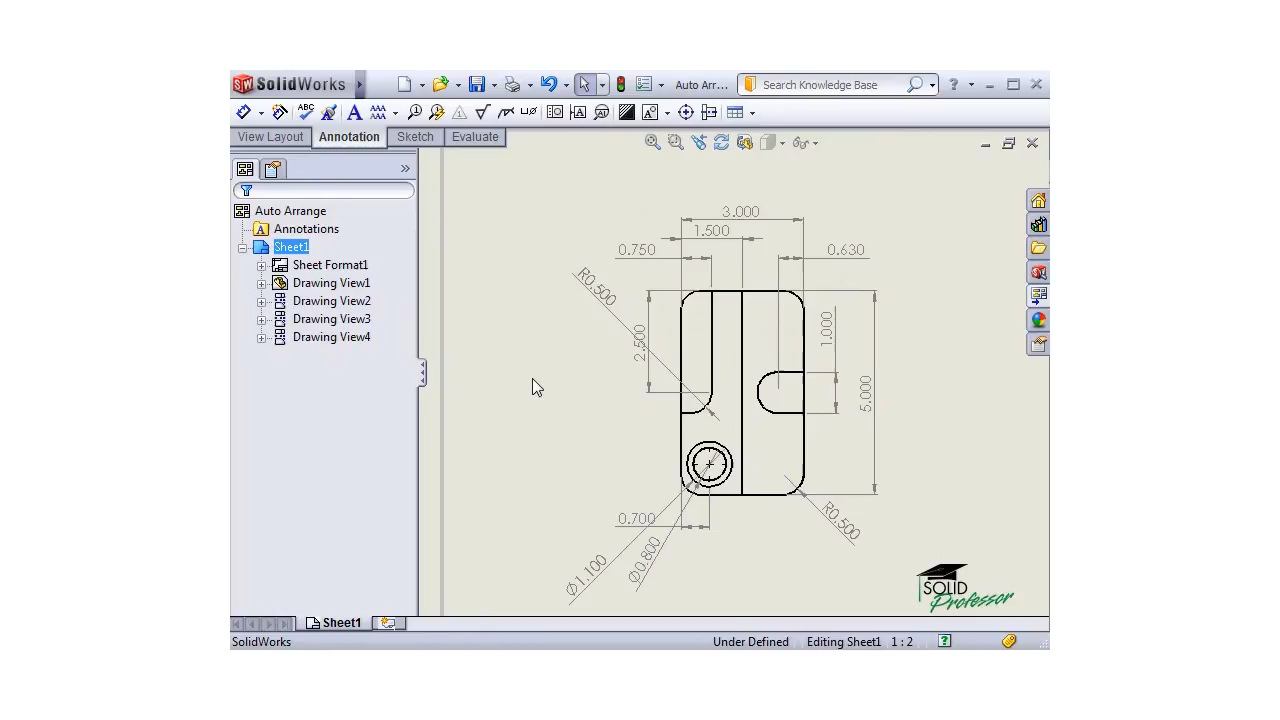 SolidWorks
Auto Arr...
Search Knowledge Base
?
ABC
A
AAA
View Layout
Annotation
Sketch
Evaluate
Auto Arrange
A Annotations
Sheet1
Sheet Format1
Drawing View1
Drawing View2
Drawing View3
Drawing View4
3.000
1.500
0.750
0.630
R0.500
2.500
1.000
5.000
0.700
Ø1.100
Ø0.800
R0.500
SOLID
Professor
Sheet1
SolidWorks
Under Defined
Editing Sheet1
1 : 2
?